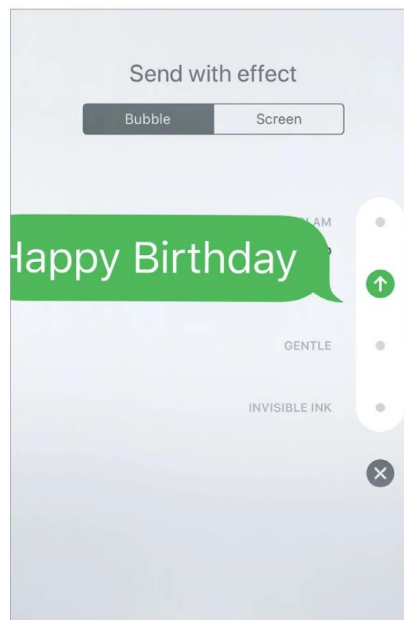 Send with effect
Bubble
Screen
Happy Birthday
GENTLE
INVISIBLE INK